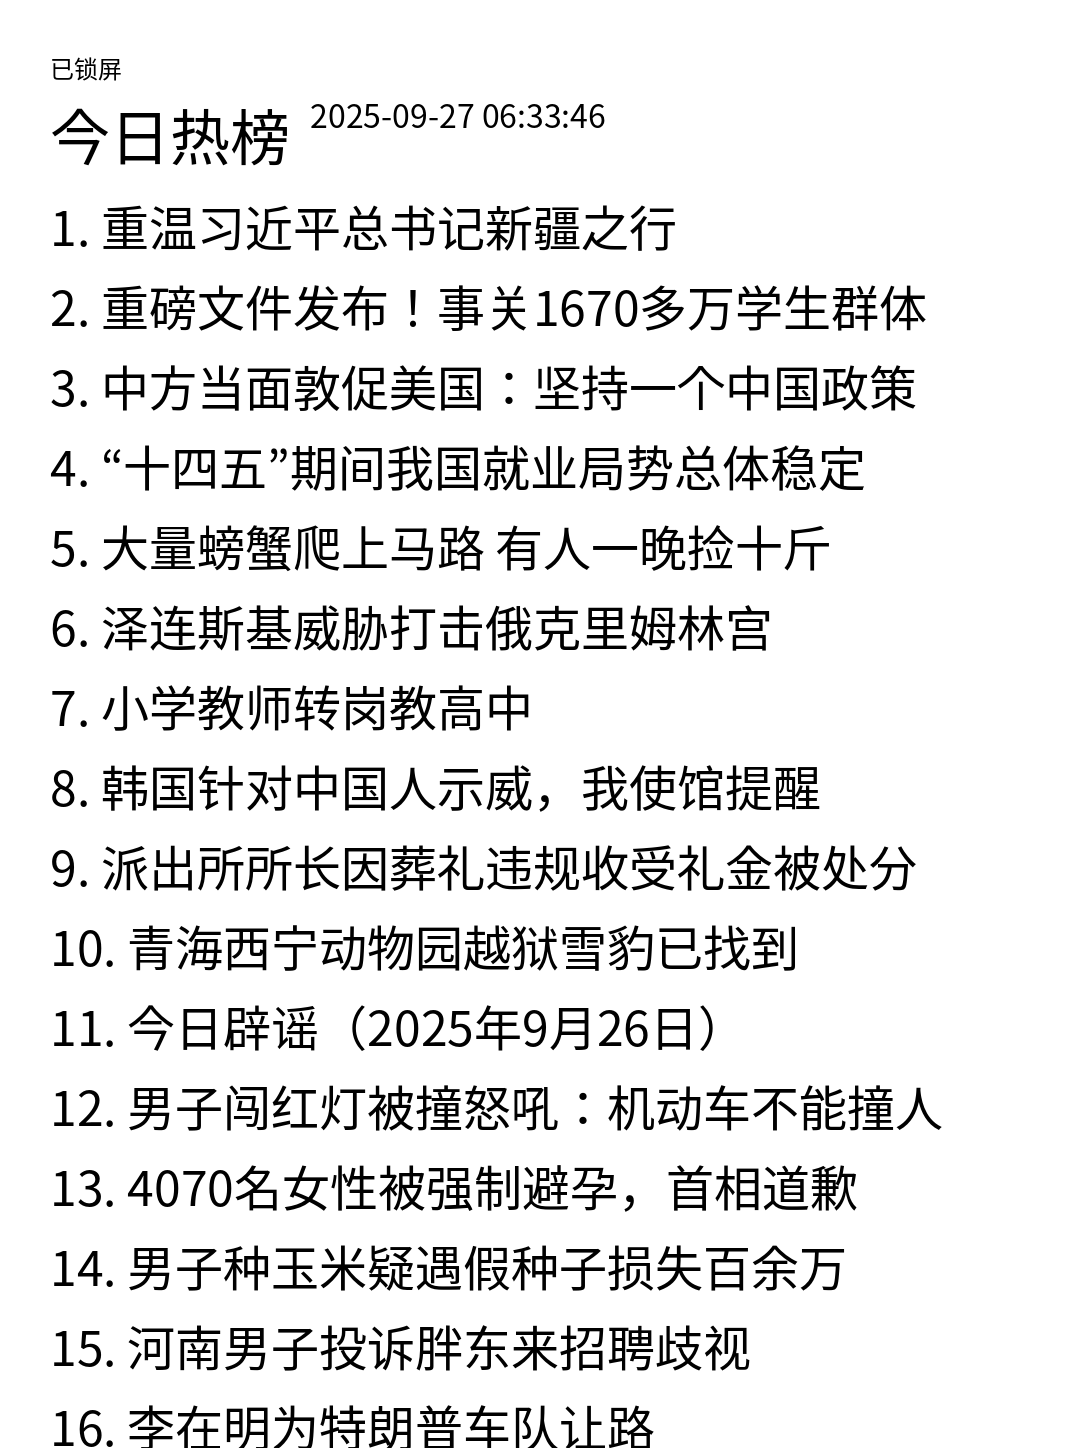 已锁屏
今日热榜 2025-09-27 06:33:46
1. 重温习近平总书记新疆之行
2. 重磅文件发布！事关1670多万学生群体
3. 中方当面敦促美国：坚持一个中国政策
4. “十四五”期间我国就业局势总体稳定
5. 大量螃蟹爬上马路 有人一晚捡十斤
6. 泽连斯基威胁打击俄克里姆林宫
7. 小学教师转岗教高中
8. 韩国针对中国人示威，我使馆提醒
9. 派出所所长因葬礼违规收受礼金被处分
10. 青海西宁动物园越狱雪豹已找到
11. 今日辟谣（2025年9月26日）
12. 男子闯红灯被撞怒吼：机动车不能撞人
13. 4070名女性被强制避孕，首相道歉
14. 男子种玉米疑遇假种子损失百余万
15. 河南男子投诉胖东来招聘歧视
16. 李在明为特朗普车队让路